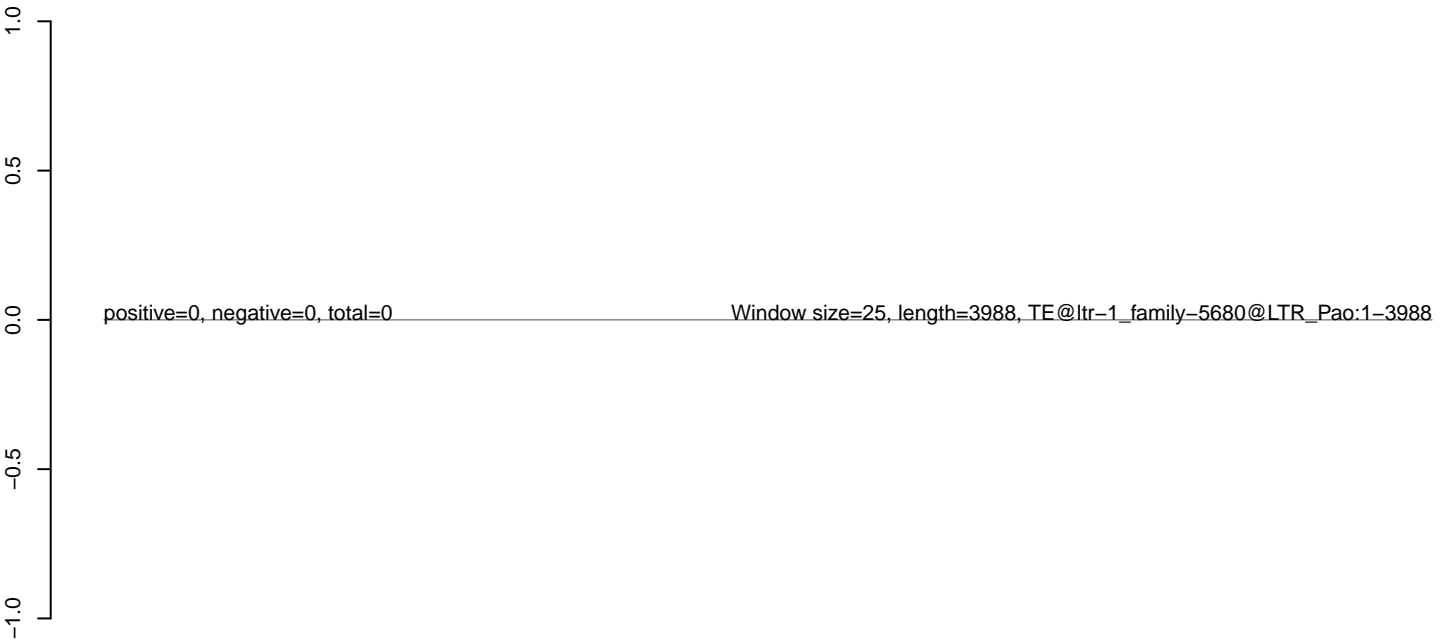 1.0
0.5
0.0
−0.5
−1.0
positive=0, negative=0, total=0
Window size=25, length=3988, TE@ltr−1_family−5680@LTR_Pao:1−3988